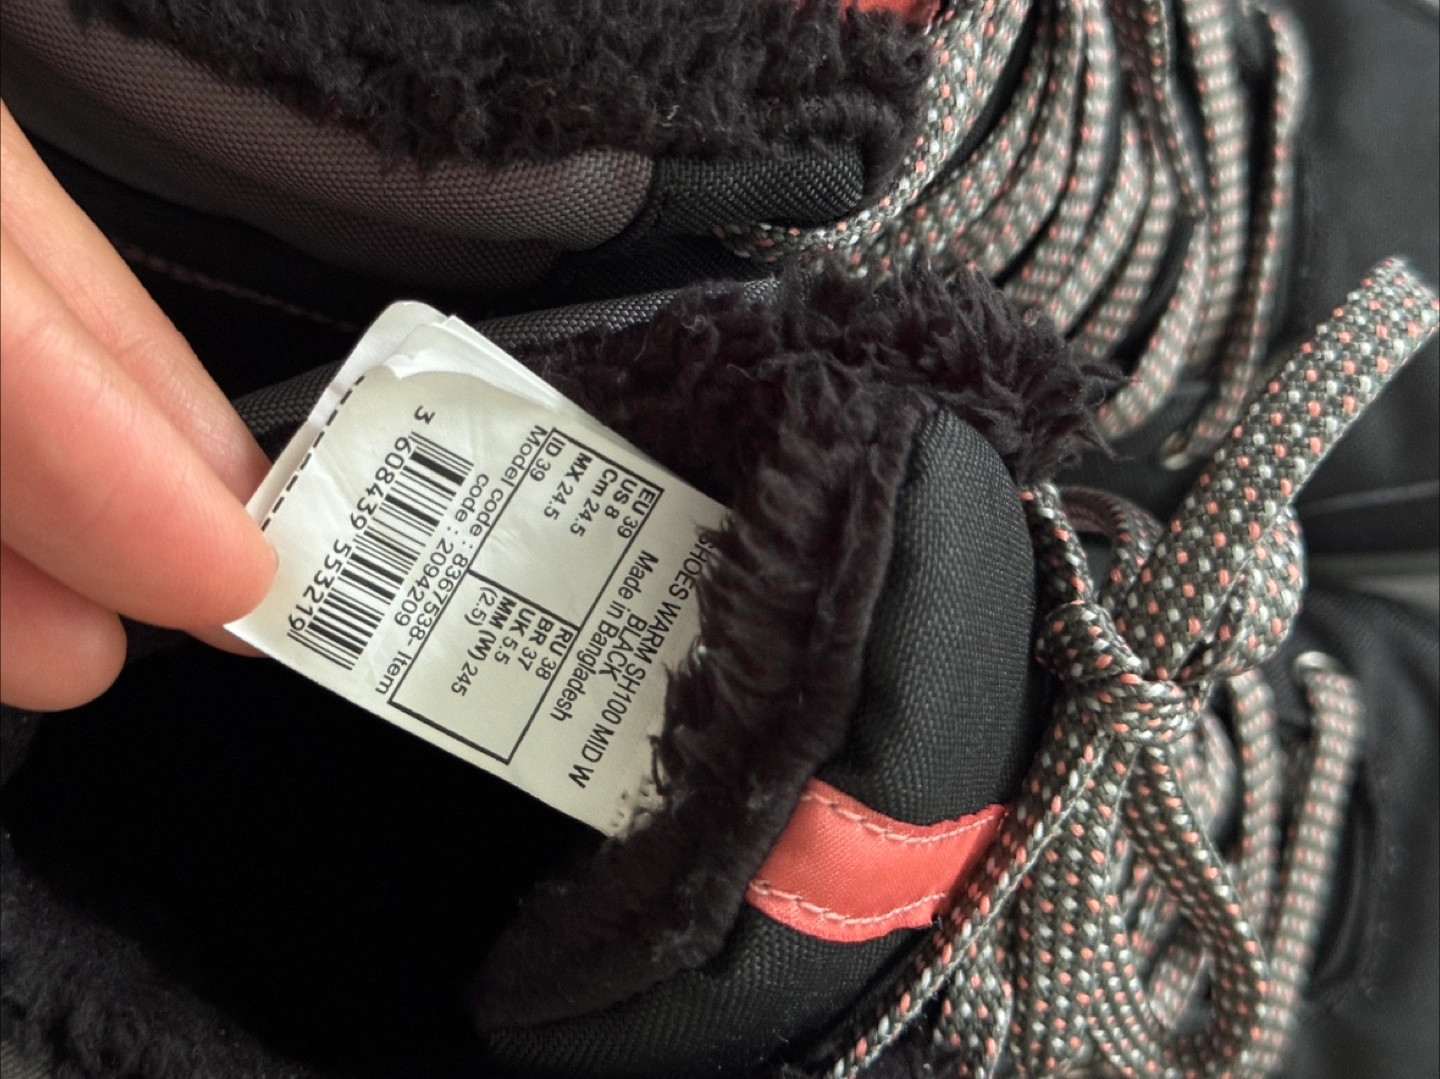 SHOES WARM SH100 MID W
BLACK
Made in Bangladesh
EU 39
US 8
Cm 24.5
MX 24.5
ID 39
RU 38
BR 37
UK 5.5
MM (W) 245
(2.5)
Model code : 8367538- Item
code : 2094209
3 608439 553219